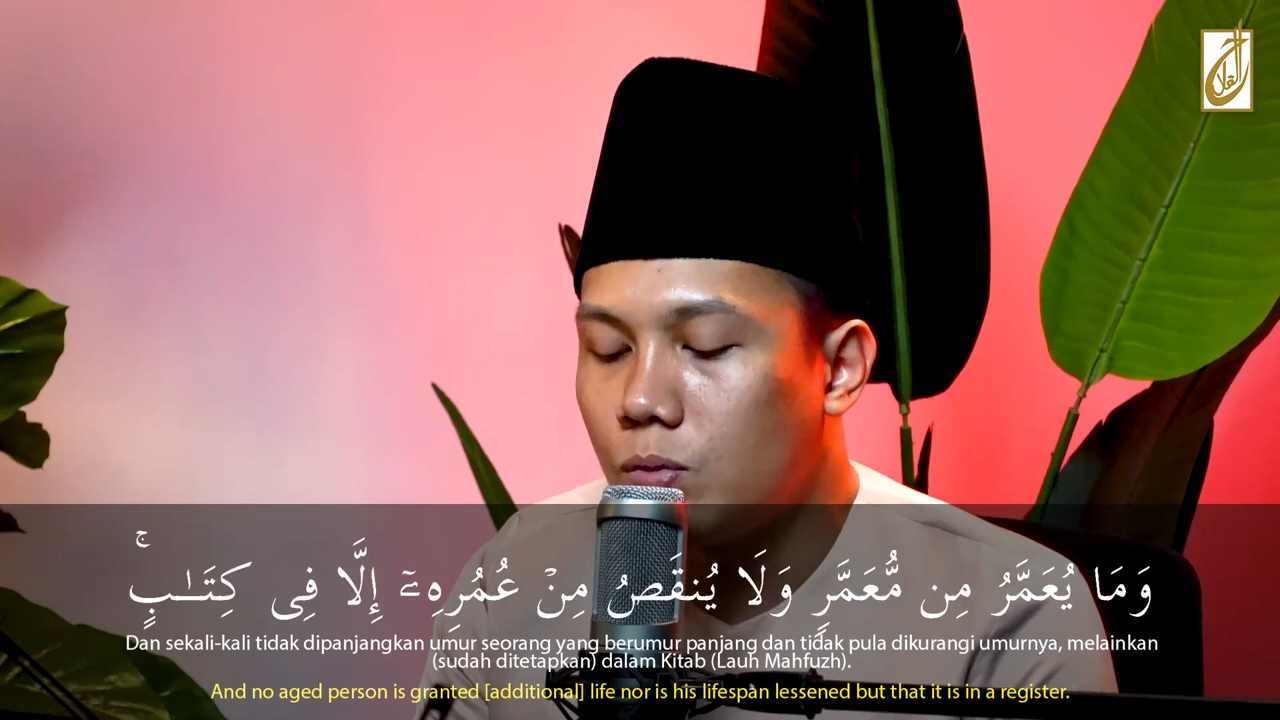 وَمَا يُعَمَّرُ مِن مُّعَمَّرٍ وَلَا يُنقَصُ مِنْ عُمُرِهِۦٓ إِلَّا فِى كِتَـٰبٍ ۚ
Dan sekali-kali tidak dipanjangkan umur seorang yang berumur panjang dan tidak pula dikurangi umurnya, melainkan
(sudah ditetapkan) dalam Kitab (Lauh Mahfuzh).
And no aged person is granted [additional] life nor is his lifespan lessened but that it is in a register.